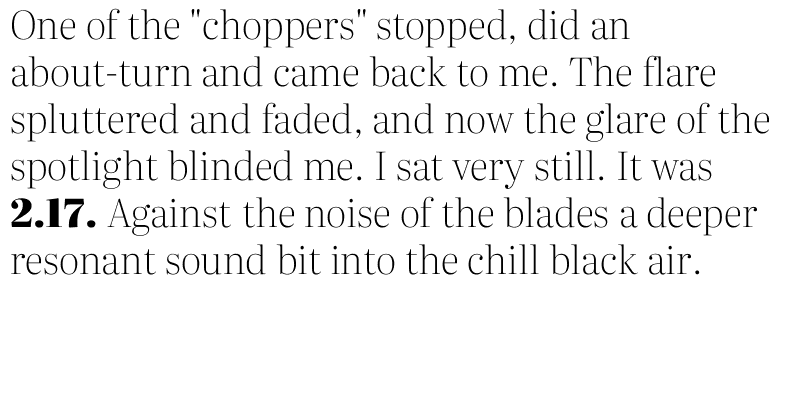 One of the "choppers" stopped, did an
about-turn and came back to me. The flare
spluttered and faded, and now the glare of the
spotlight blinded me. I sat very still. It was
2.17. Against the noise of the blades a deeper
resonant sound bit into the chill black air.